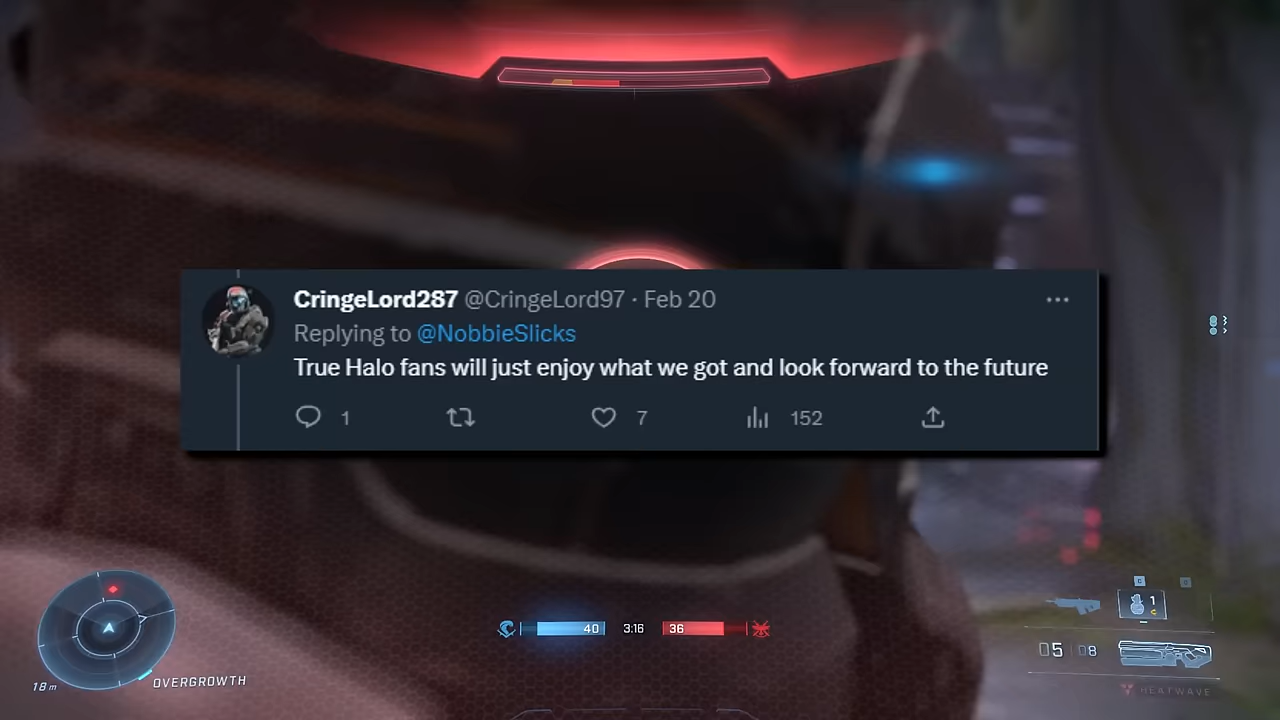 CringeLord287 @CringeLord97 · Feb 20
Replying to @NobbieSlicks
True Halo fans will just enjoy what we got and look forward to the future
1 7 152
1
40 3:16 36
05 08
18m OVERGROWTH
HEATWAVE